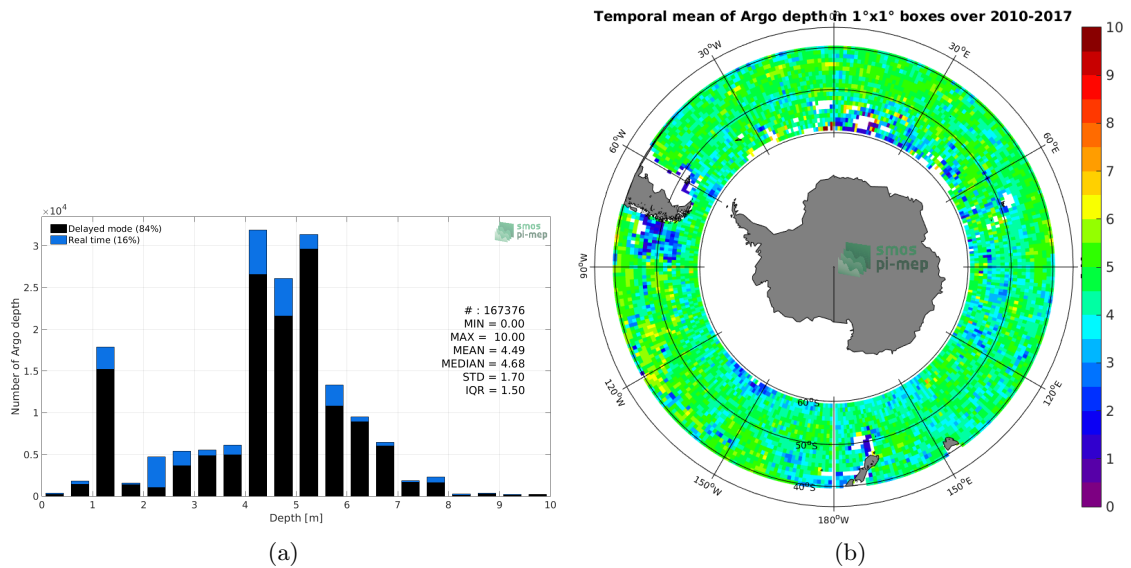 ×10⁴
Delayed mode (84%)
Real time (16%)
smos
pi-mep
# : 167376
MIN = 0.00
MAX = 10.00
MEAN = 4.49
MEDIAN = 4.68
STD = 1.70
IQR = 1.50
Number of Argo depth
3
2.5
2
1.5
1
0.5
0
0 1 2 3 4 5 6 7 8 9 10
Depth [m]
(a)
Temporal mean of Argo depth in 1°x1° boxes over 2010-2017
30°W
30°E
60°W
60°E
90°W
120°W
120°E
150°W
150°E
180°W
60°S
50°S
40°S
smos
pi-mep
10
9
8
7
6
5
4
3
2
1
0
(b)